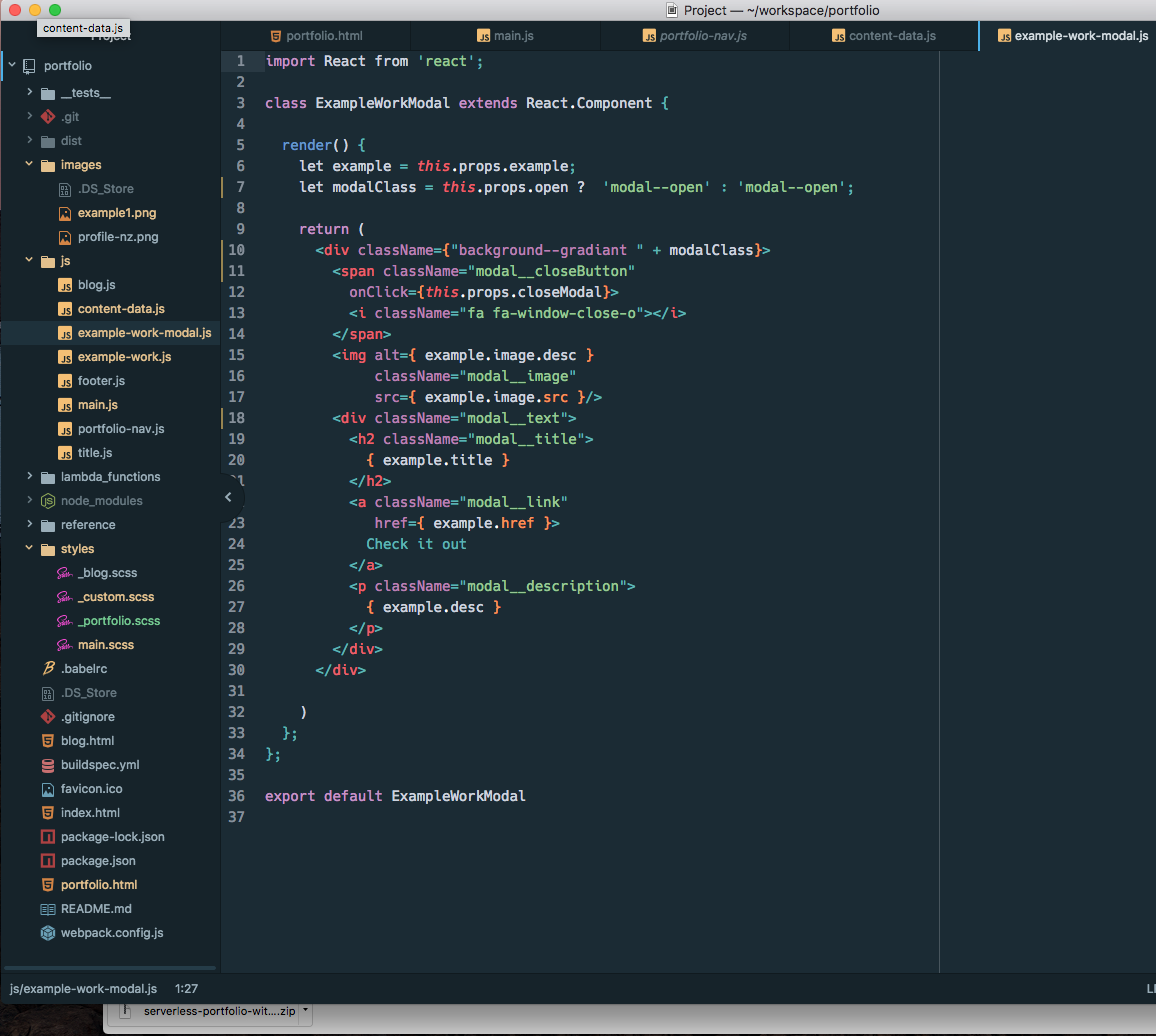 Project — ~/workspace/portfolio
content-data.js
Project
portfolio.html
main.js
portfolio-nav.js
content-data.js
example-work-modal.js
portfolio
__tests__
.git
dist
images
.DS_Store
example1.png
profile-nz.png
js
blog.js
content-data.js
example-work-modal.js
example-work.js
footer.js
main.js
portfolio-nav.js
title.js
lambda_functions
node_modules
reference
styles
_blog.scss
_custom.scss
_portfolio.scss
main.scss
.babelrc
.DS_Store
.gitignore
blog.html
buildspec.yml
favicon.ico
index.html
package-lock.json
package.json
portfolio.html
README.md
webpack.config.js
1 import React from 'react';
2
3 class ExampleWorkModal extends React.Component {
4
5 render() {
6 let example = this.props.example;
7 let modalClass = this.props.open ?  'modal--open' : 'modal--open';
8
9 return (
10 <div className={"background--gradiant " + modalClass}>
11 <span className="modal__closeButton"
12 onClick={this.props.closeModal}>
13 <i className="fa fa-window-close-o"></i>
14 </span>
15 <img alt={ example.image.desc }
16 className="modal__image"
17 src={ example.image.src }/>
18 <div className="modal__text">
19 <h2 className="modal__title">
20 { example.title }
</h2>
<a className="modal__link"
23 href={ example.href }>
24 Check it out
25 </a>
26 <p className="modal__description">
27 { example.desc }
28 </p>
29 </div>
30 </div>
31
32 )
33 };
34 };
35
36 export default ExampleWorkModal
37
js/example-work-modal.js 1:27
serverless-portfolio-wit....zip